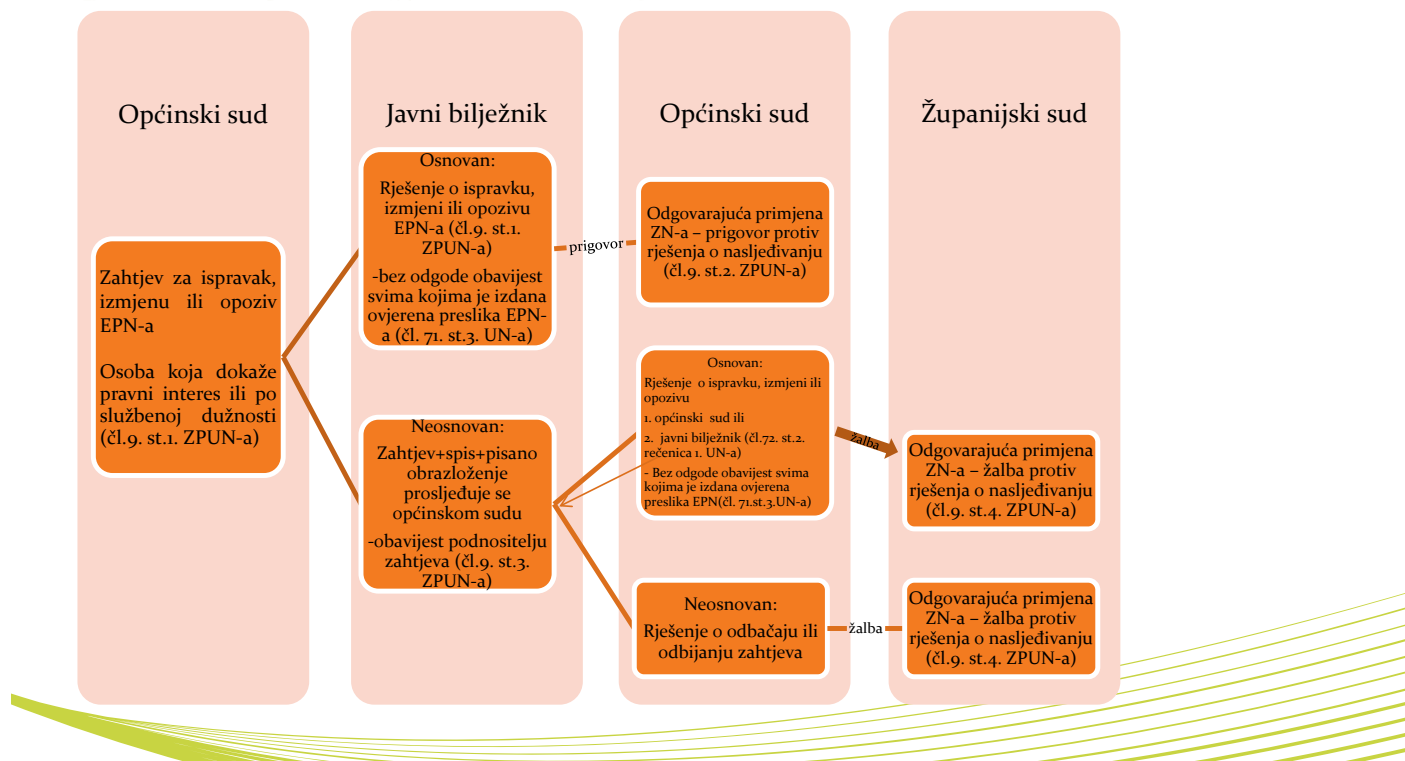 Općinski sud
Zahtjev za ispravak,
izmjenu ili opoziv
EPN-a
Osoba koja dokaže
pravni interes ili po
službenoj dužnosti
(čl.9. st.1. ZPUN-a)
Javni bilježnik
Osnovan:
Rješenje o ispravku,
izmjeni ili opozivu
EPN-a (čl.9. st.1.
ZPUN-a)
-bez odgode obavijest
svima kojima je izdana
ovjerena preslika EPN-
a (čl. 71. st.3. UN-a)
Neosnovan:
Zahtjev+spis+pisano
obrazloženje
prosljeđuje se
općinskom sudu
-obavijest podnositelju
zahtjeva (čl.9. st.3.
ZPUN-a)
prigovor
Općinski sud
Odgovarajuća primjena
ZN-a – prigovor protiv
rješenja o nasljeđivanju
(čl.9. st.2. ZPUN-a)
Osnovan:
Rješenje o ispravku, izmjeni ili
opozivu
1. općinski sud ili
2. javni bilježnik (čl.72. st.2.
rečenica 1. UN-a)
- Bez odgode obavijest svima
kojima je izdana ovjerena
preslika EPN(čl. 71.st.3.UN-a)
Neosnovan:
Rješenje o odbačaju ili
odbijanju zahtjeva
žalba
žalba
Županijski sud
Odgovarajuća primjena
ZN-a – žalba protiv
rješenja o nasljeđivanju
(čl.9. st.4. ZPUN-a)
Odgovarajuća primjena
ZN-a – žalba protiv
rješenja o nasljeđivanju
(čl.9. st.4. ZPUN-a)